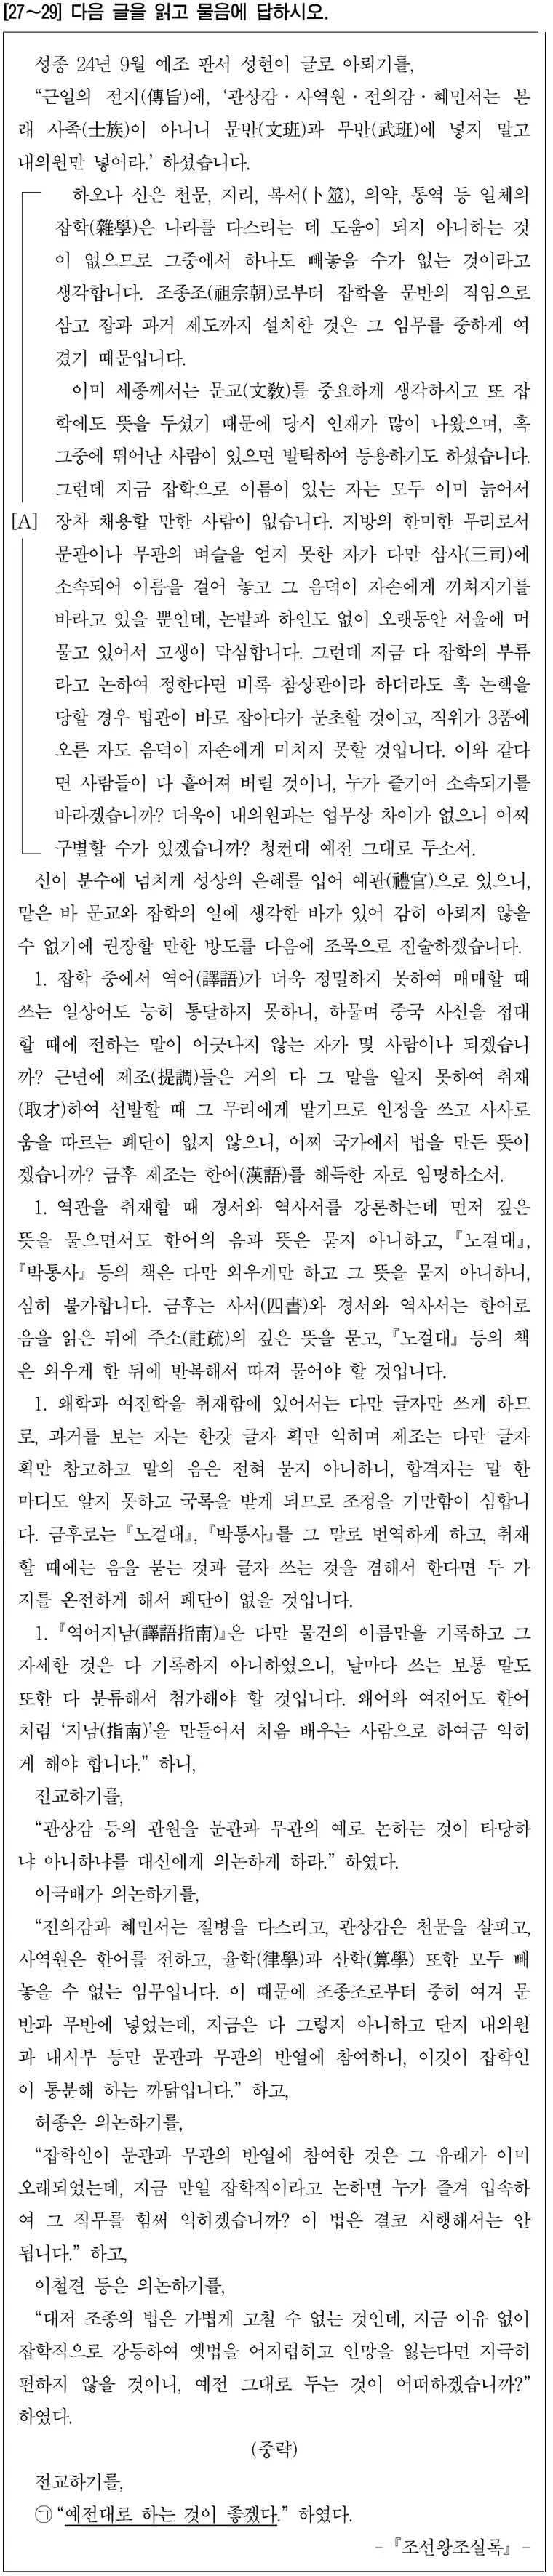 [27~29] 다음 글을 읽고 물음에 답하시오.
성종 24년 9월 예조 판서 성현이 글로 아뢰기를,
“근일의 전지(傳旨)에, ‘관상감·사역원·전의감·혜민서는 본
래 사족(士族)이 아니니 문반(文班)과 무반(武班)에 넣지 말고
내의원만 넣어라.’ 하셨습니다.
하오나 신은 천문, 지리, 복서(卜筮), 의약, 통역 등 일체의
잡학(雜學)은 나라를 다스리는 데 도움이 되지 아니하는 것
이 없으므로 그중에서 하나도 빼놓을 수가 없는 것이라고
생각합니다. 조종조(祖宗朝)로부터 잡학을 문반의 직임으로
삼고 잡과 과거 제도까지 설치한 것은 그 임무를 중하게 여
겼기 때문입니다.
이미 세종께서는 문교(文敎)를 중요하게 생각하시고 또 잡
학에도 뜻을 두셨기 때문에 당시 인재가 많이 나왔으며, 혹
그중에 뛰어난 사람이 있으면 발탁하여 등용하기도 하셨습니다.
그런데 지금 잡학으로 이름이 있는 자는 모두 이미 늙어서
[A] 장차 채용할 만한 사람이 없습니다. 지방의 한미한 무리로서
문관이나 무관의 벼슬을 얻지 못한 자가 다만 삼사(三司)에
소속되어 이름을 걸어 놓고 그 음덕이 자손에게 끼쳐지기를
바라고 있을 뿐인데, 논밭과 하인도 없이 오랫동안 서울에 머
물고 있어서 고생이 막심합니다. 그런데 지금 다 잡학의 부류
라고 논하여 정한다면 비록 참상관이라 하더라도 혹 논핵을
당할 경우 법관이 바로 잡아다가 문초할 것이고, 직위가 3품에
오른 자도 음덕이 자손에게 미치지 못할 것입니다. 이와 같다
면 사람들이 다 흩어져 버릴 것이니, 누가 즐기어 소속되기를
바라겠습니까? 더욱이 내의원과는 업무상 차이가 없으니 어찌
구별할 수가 있겠습니까? 청컨대 예전 그대로 두소서.
신이 분수에 넘치게 성상의 은혜를 입어 예관(禮官)으로 있으니,
맡은 바 문교와 잡학의 일에 생각한 바가 있어 감히 아뢰지 않을
수 없기에 권장할 만한 방도를 다음에 조목으로 진술하겠습니다.
1. 잡학 중에서 역어(譯語)가 더욱 정밀하지 못하여 매매할 때
쓰는 일상어도 능히 통달하지 못하니, 하물며 중국 사신을 접대
할 때에 전하는 말이 어긋나지 않는 자가 몇 사람이나 되겠습니
까? 근년에 제조(提調)들은 거의 다 그 말을 알지 못하여 취재
(取才)하여 선발할 때 그 무리에게 맡기므로 인정을 쓰고 사사로
움을 따르는 폐단이 없지 않으니, 어찌 국가에서 법을 만든 뜻이
겠습니까? 금후 제조는 한어(漢語)를 해득한 자로 임명하소서.
1. 역관을 취재할 때 경서와 역사서를 강론하는데 먼저 깊은
뜻을 물으면서도 한어의 음과 뜻은 묻지 아니하고, 『노걸대』,
『박통사』 등의 책은 다만 외우게만 하고 그 뜻을 묻지 아니하니,
심히 불가합니다. 금후는 사서(四書)와 경서와 역사서는 한어로
음을 읽은 뒤에 주소(註疏)의 깊은 뜻을 묻고, 『노걸대』 등의 책
은 외우게 한 뒤에 반복해서 따져 물어야 할 것입니다.
1. 왜학과 여진학을 취재함에 있어서는 다만 글자만 쓰게 하므
로, 과거를 보는 자는 한갓 글자 획만 익히며 제조는 다만 글자
획만 참고하고 말의 음은 전혀 묻지 아니하니, 합격자는 말 한
마디도 알지 못하고 국록을 받게 되므로 조정을 기만함이 심합니
다. 금후로는 『노걸대』, 『박통사』를 그 말로 번역하게 하고, 취재
할 때에는 음을 묻는 것과 글자 쓰는 것을 겸해서 한다면 두 가
지를 온전하게 해서 폐단이 없을 것입니다.
1. 『역어지남(譯語指南)』은 다만 물건의 이름만을 기록하고 그
자세한 것은 다 기록하지 아니하였으니, 날마다 쓰는 보통 말도
또한 다 분류해서 첨가해야 할 것입니다. 왜어와 여진어도 한어
처럼 ‘지남(指南)’을 만들어서 처음 배우는 사람으로 하여금 익히
게 해야 합니다.” 하니,
전교하기를,
“관상감 등의 관원을 문관과 무관의 예로 논하는 것이 타당하
냐 아니하냐를 대신에게 의논하게 하라.” 하였다.
이극배가 의논하기를,
“전의감과 혜민서는 질병을 다스리고, 관상감은 천문을 살피고,
사역원은 한어를 전하고, 율학(律學)과 산학(算學) 또한 모두 빼
놓을 수 없는 임무입니다. 이 때문에 조종조로부터 중히 여겨 문
반과 무반에 넣었는데, 지금은 다 그렇지 아니하고 단지 내의원
과 내시부 등만 문관과 무관의 반열에 참여하니, 이것이 잡학인
이 통분해 하는 까닭입니다.” 하고,
허종은 의논하기를,
“잡학인이 문관과 무관의 반열에 참여한 것은 그 유래가 이미
오래되었는데, 지금 만일 잡학직이라고 논하면 누가 즐겨 입속하
여 그 직무를 힘써 익히겠습니까? 이 법은 결코 시행해서는 안
됩니다.” 하고,
이철견 등은 의논하기를,
“대저 조종의 법은 가볍게 고칠 수 없는 것인데, 지금 이유 없이
잡학직으로 강등하여 옛법을 어지럽히고 인망을 잃는다면 지극히
편하지 않을 것이니, 예전 그대로 두는 것이 어떠하겠습니까?”
하였다.
(중략)
전교하기를,
㉠ “예전대로 하는 것이 좋겠다.” 하였다.
- 『조선왕조실록』 -